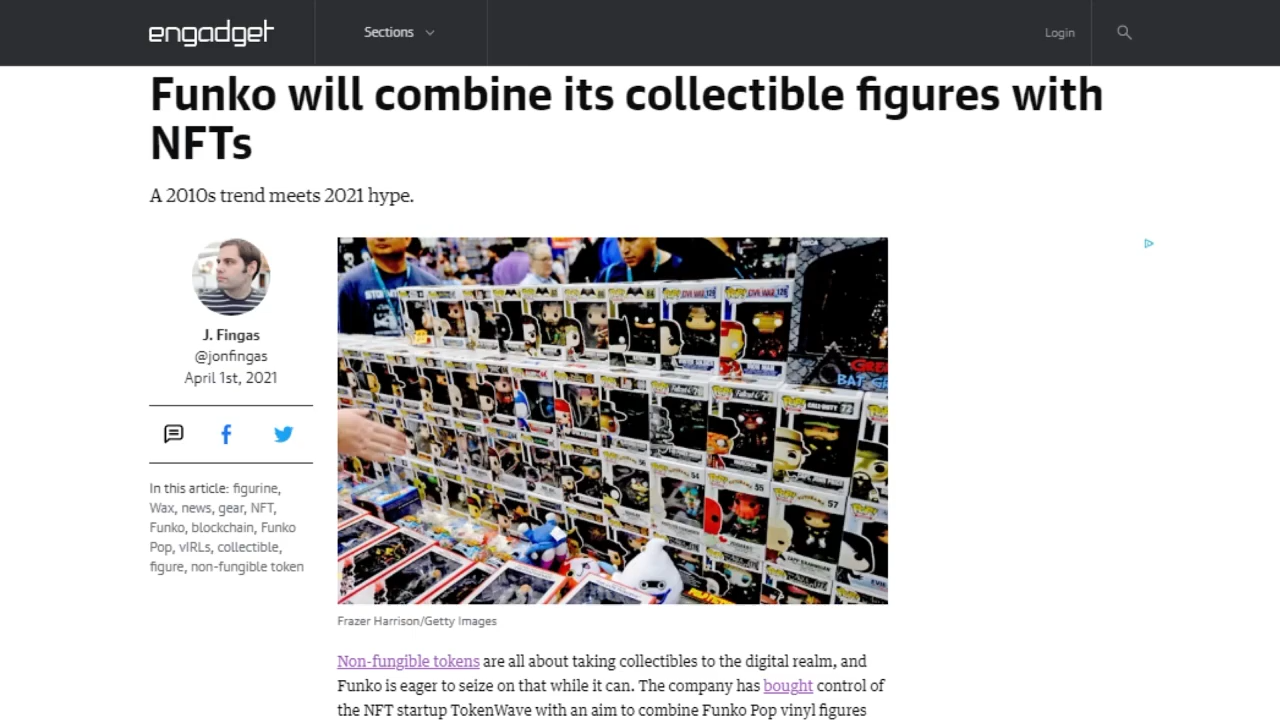 engadget
Sections
Login
Funko will combine its collectible figures with
NFTs
A 2010s trend meets 2021 hype.
J. Fingas
@jonfingas
April 1st, 2021
In this article: figurine,
Wax, news, gear, NFT,
Funko, blockchain, Funko
Pop, vIRLs, collectible,
figure, non-fungible token
Frazer Harrison/Getty Images
Non-fungible tokens are all about taking collectibles to the digital realm, and
Funko is eager to seize on that while it can. The company has bought control of
the NFT startup TokenWave with an aim to combine Funko Pop vinyl figures